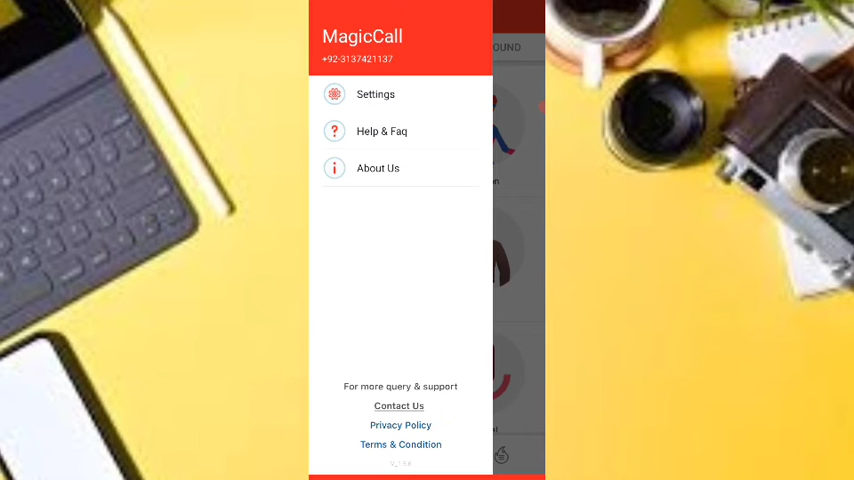 MagicCall
+92-3137421137
OUND
Settings
Help & Faq
About Us
on
For more query & support
Contact Us
Privacy Policy
Terms & Condition